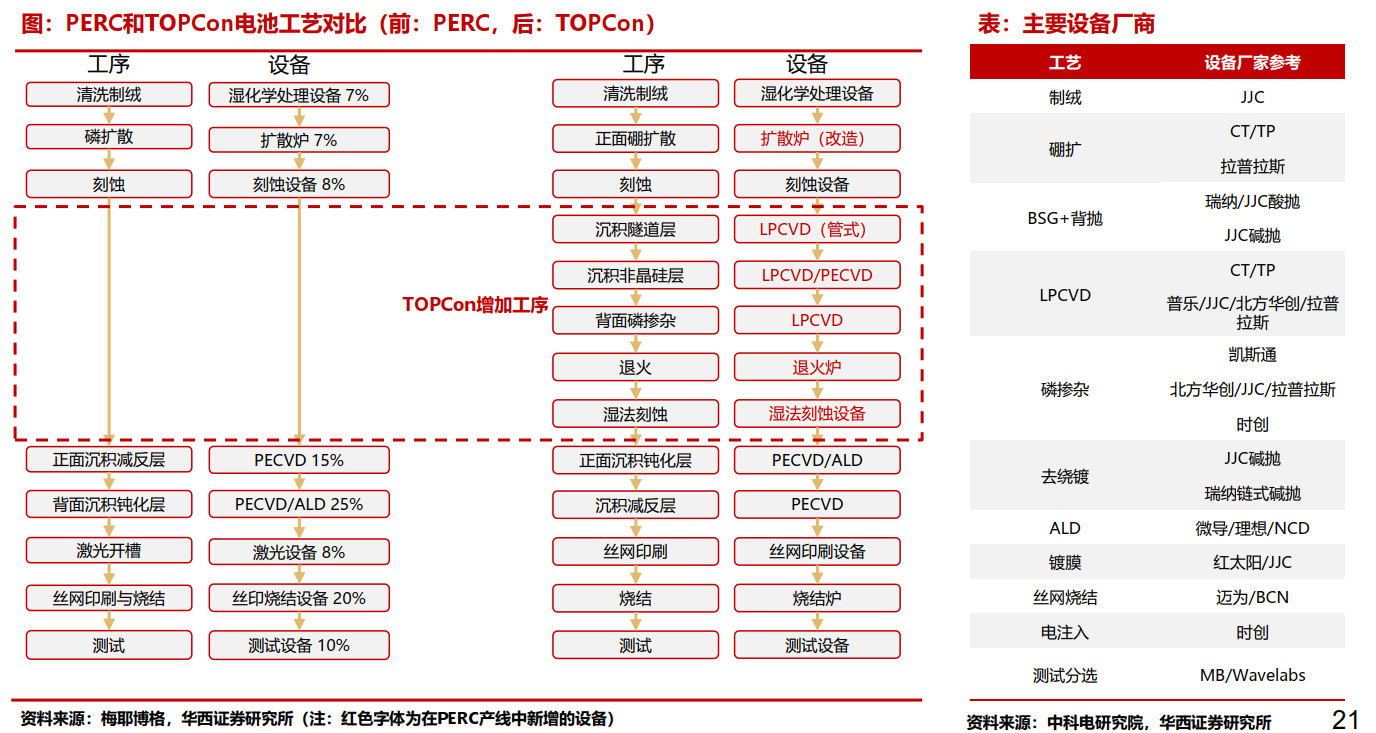 图：PERC和TOPCon电池工艺对比（前：PERC，后：TOPCon）
工序
设备
清洗制绒
湿化学处理设备 7%
磷扩散
扩散炉 7%
刻蚀
刻蚀设备 8%
正面沉积减反层
PECVD 15%
背面沉积钝化层
PECVD/ALD 25%
激光开槽
激光设备 8%
丝网印刷与烧结
丝印烧结设备 20%
测试
测试设备 10%
TOPCon增加工序
工序
设备
清洗制绒
湿化学处理设备
正面硼扩散
扩散炉（改造）
刻蚀
刻蚀设备
沉积隧道层
LPCVD（管式）
沉积非晶硅层
LPCVD/PECVD
背面磷掺杂
LPCVD
退火
退火炉
湿法刻蚀
湿法刻蚀设备
正面沉积钝化层
PECVD/ALD
沉积减反层
PECVD
丝网印刷
丝网印刷设备
烧结
烧结炉
测试
测试设备
资料来源：梅耶博格，华西证券研究所（注：红色字体为在PERC产线中新增的设备）
表：主要设备厂商
工艺
设备厂家参考
制绒
JJC
硼扩
CT/TP
拉普拉斯
BSG+背抛
瑞纳/JJC酸抛
JJC碱抛
LPCVD
CT/TP
普乐/JJC/北方华创/拉普
拉斯
磷掺杂
凯斯通
北方华创/JJC/拉普拉斯
时创
去绕镀
JJC碱抛
瑞纳链式碱抛
ALD
微导/理想/NCD
镀膜
红太阳/JJC
丝网烧结
迈为/BCN
电注入
时创
测试分选
MB/Wavelabs
资料来源：中科电研究院，华西证券研究所
21